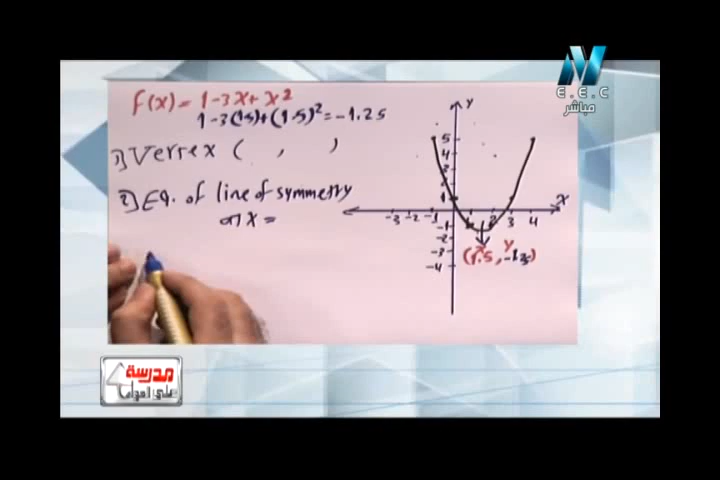 E.E.C
مباشر
f(x) = 1-3x+x2
1-3(1.5)+(1.5)2=-1.25
1) Verrex ( , )
2) Eq. of line of symmetry
x =
y
5
4
3
2
1
x
-3 -2 -1 1 2 3 4
-1
-2
-3
-4
y
(1.5, -1.25)
مدرسة
على الهواء